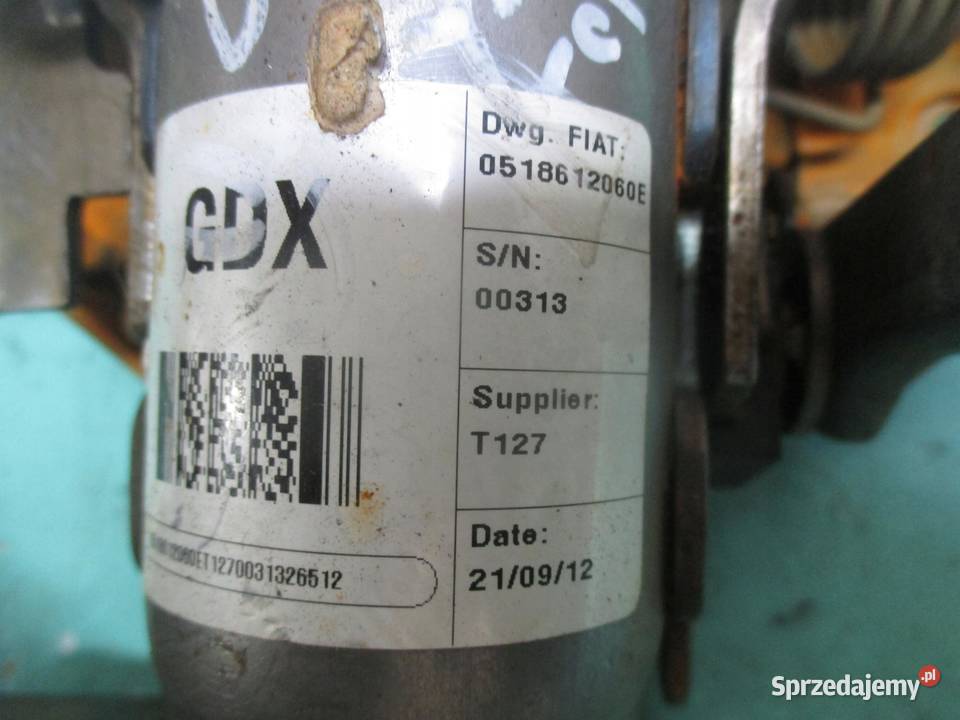 GDX
Dwg. FIAT:
0518612060E
S/N:
00313
Supplier:
T127
Date:
21/09/12
Sprzedajemy.pl